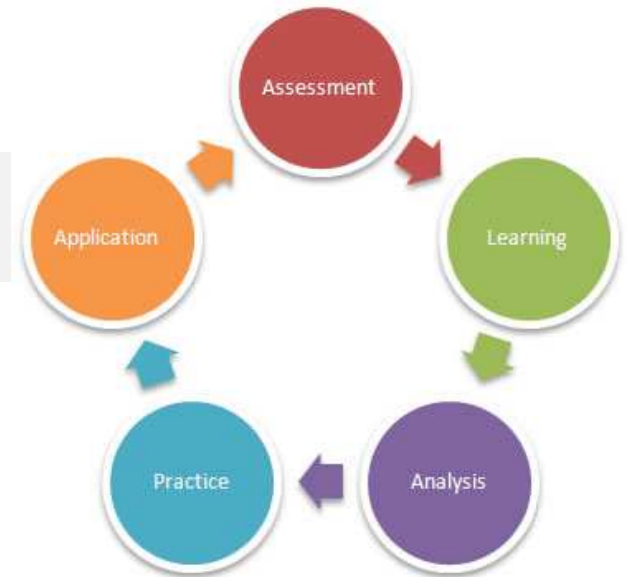 Assessment
Learning
Analysis
Practice
Application